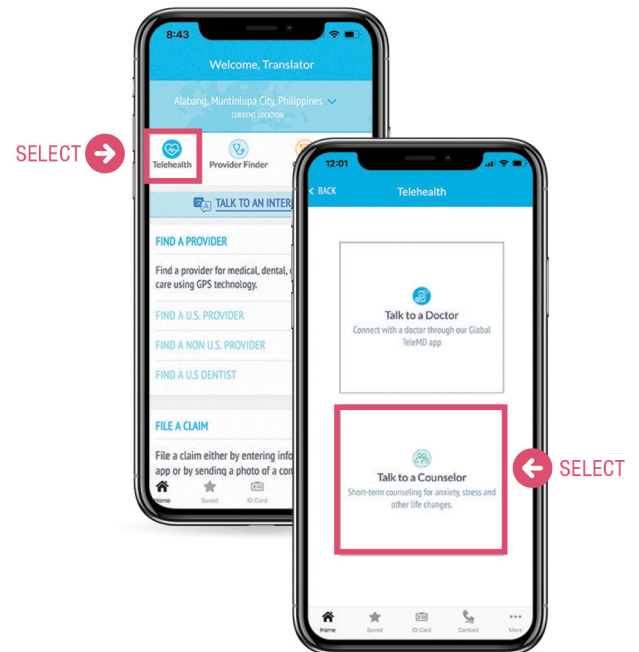 8:43
Welcome, Translator
Alabang, Muntinlupa City, Philippines
CURRENT LOCATION
SELECT
Telehealth
Provider Finder
TALK TO AN INTER
FIND A PROVIDER
Find a provider for medical, dental,
care using GPS technology.
FIND A U.S. PROVIDER
FIND A NON U.S. PROVIDER
FIND A U.S DENTIST
FILE A CLAIM
File a claim either by entering info
app or by sending a photo of a con
Home
Saved
ID Card
12:01
< BACK
Telehealth
Talk to a Doctor
Connect with a doctor through our Global
TeleMD app
Talk to a Counselor
Short-term counseling for anxiety, stress and
other life changes.
SELECT
Home
Saved
ID Card
Contact
More